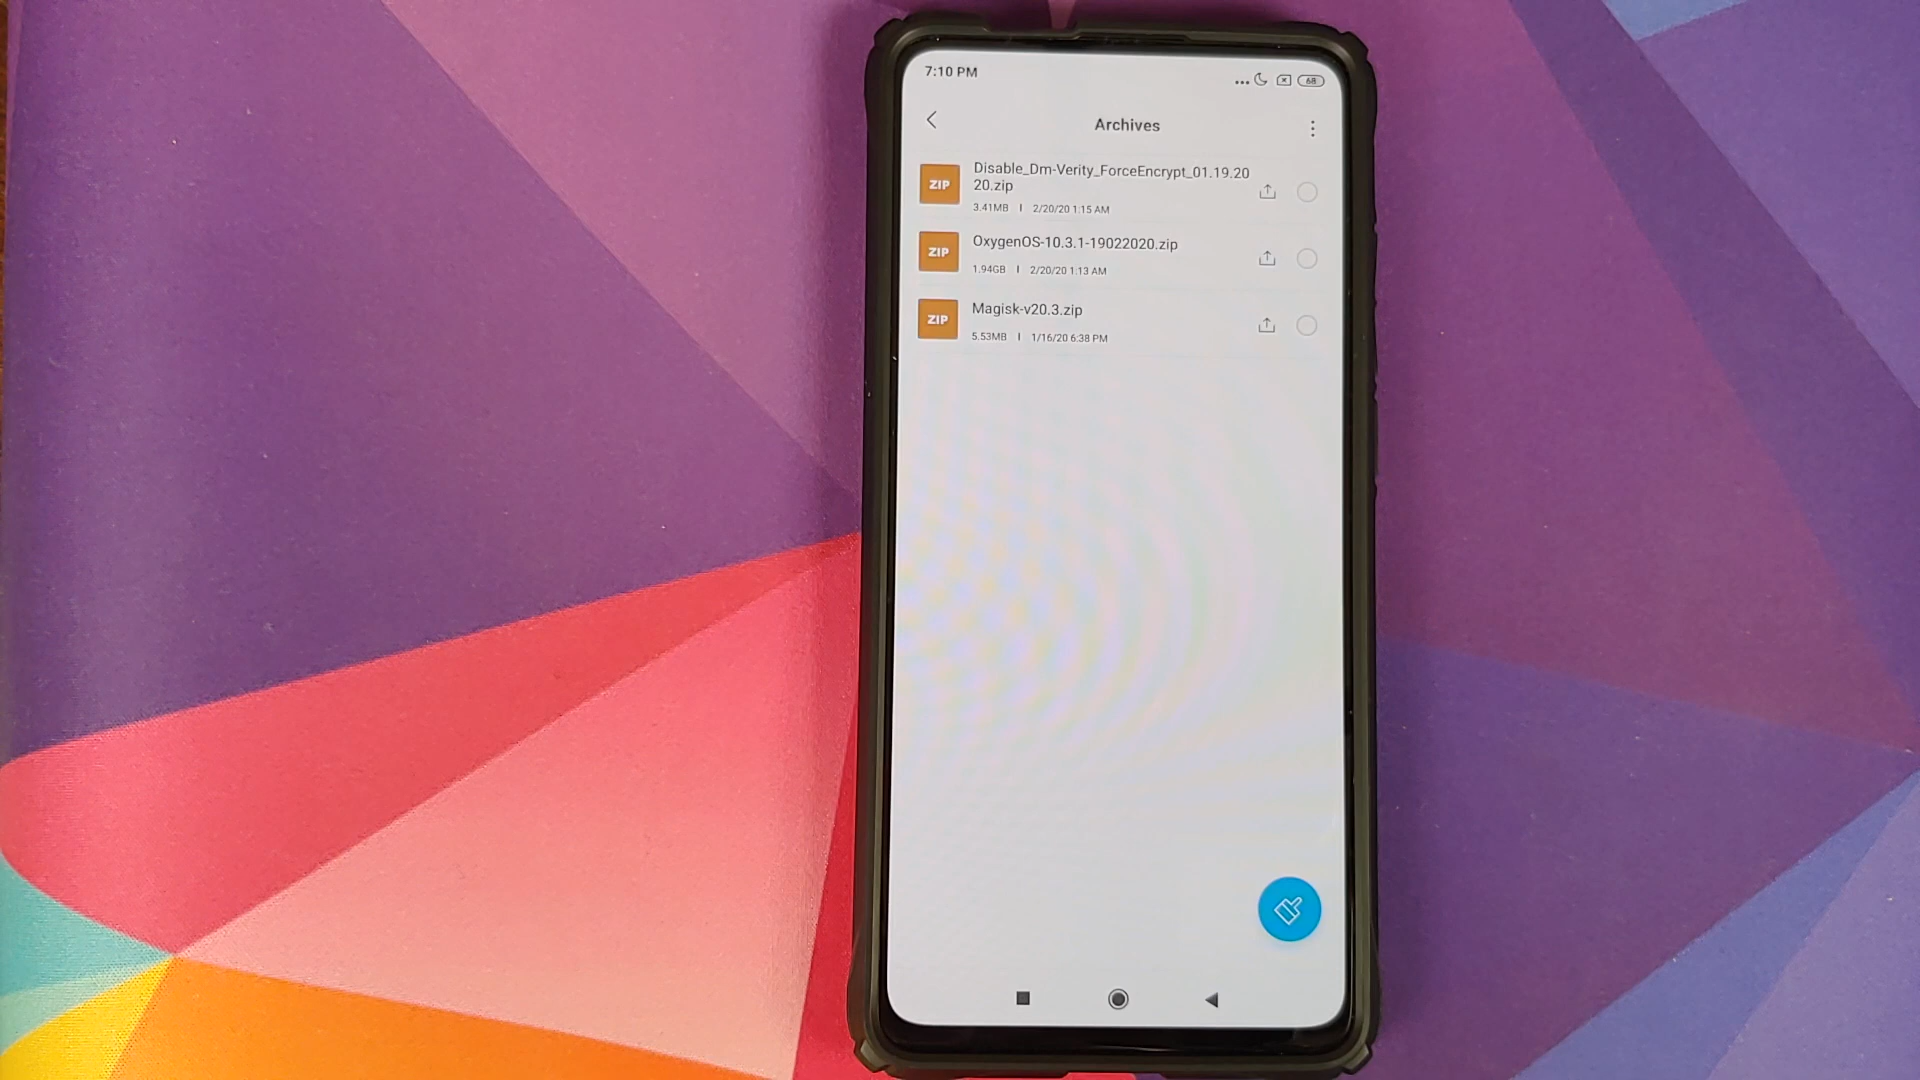 7:10 PM
68
Archives
ZIP
Disable_Dm-Verity_ForceEncrypt_01.19.20
20.zip
3.41MB | 2/20/20 1:15 AM
ZIP
OxygenOS-10.3.1-19022020.zip
1.94GB | 2/20/20 1:13 AM
ZIP
Magisk-v20.3.zip
5.53MB | 1/16/20 6:38 PM